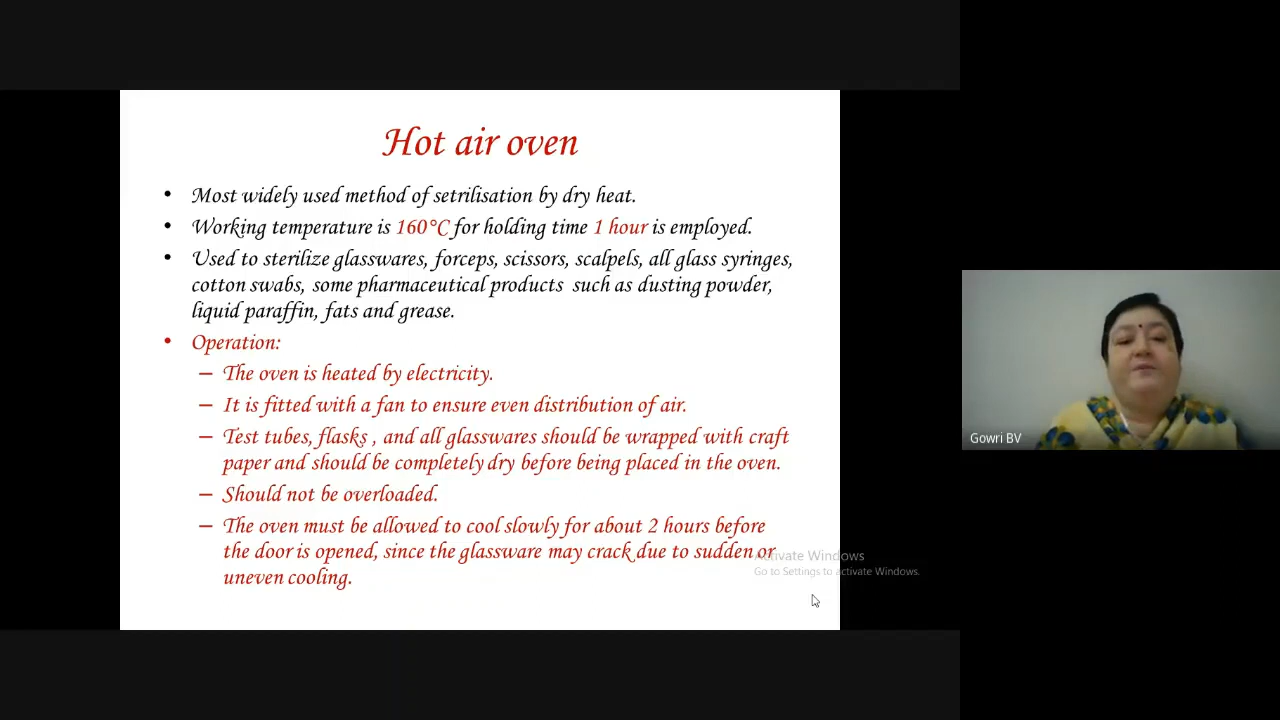 Hot air oven
• Most widely used method of setrilisation by dry heat.
• Working temperature is 160°C for holding time 1 hour is employed.
• Used to sterilize glasswares, forceps, scissors, scalpels, all glass syringes,
cotton swabs, some pharmaceutical products such as dusting powder,
liquid paraffin, fats and grease.
• Operation:
– The oven is heated by electricity.
– It is fitted with a fan to ensure even distribution of air.
– Test tubes, flasks , and all glasswares should be wrapped with craft
paper and should be completely dry before being placed in the oven.
– Should not be overloaded.
– The oven must be allowed to cool slowly for about 2 hours before
the door is opened, since the glassware may crack due to sudden or
uneven cooling.
Activate Windows
Go to Settings to activate Windows.
Gowri BV